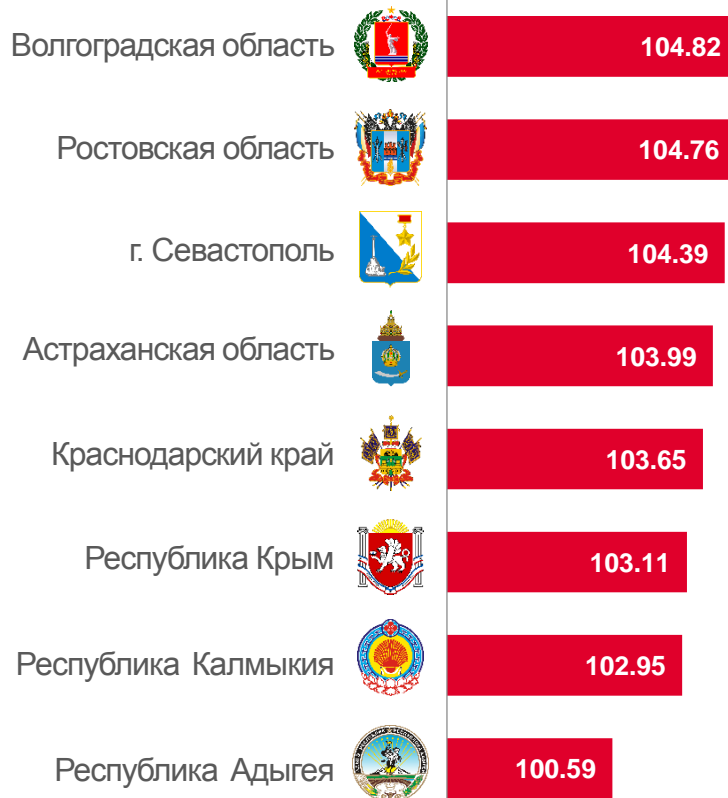 Волгоградская область 104.82
Ростовская область 104.76
г. Севастополь 104.39
Астраханская область 103.99
Краснодарский край 103.65
Республика Крым 103.11
Республика Калмыкия 102.95
Республика Адыгея 100.59